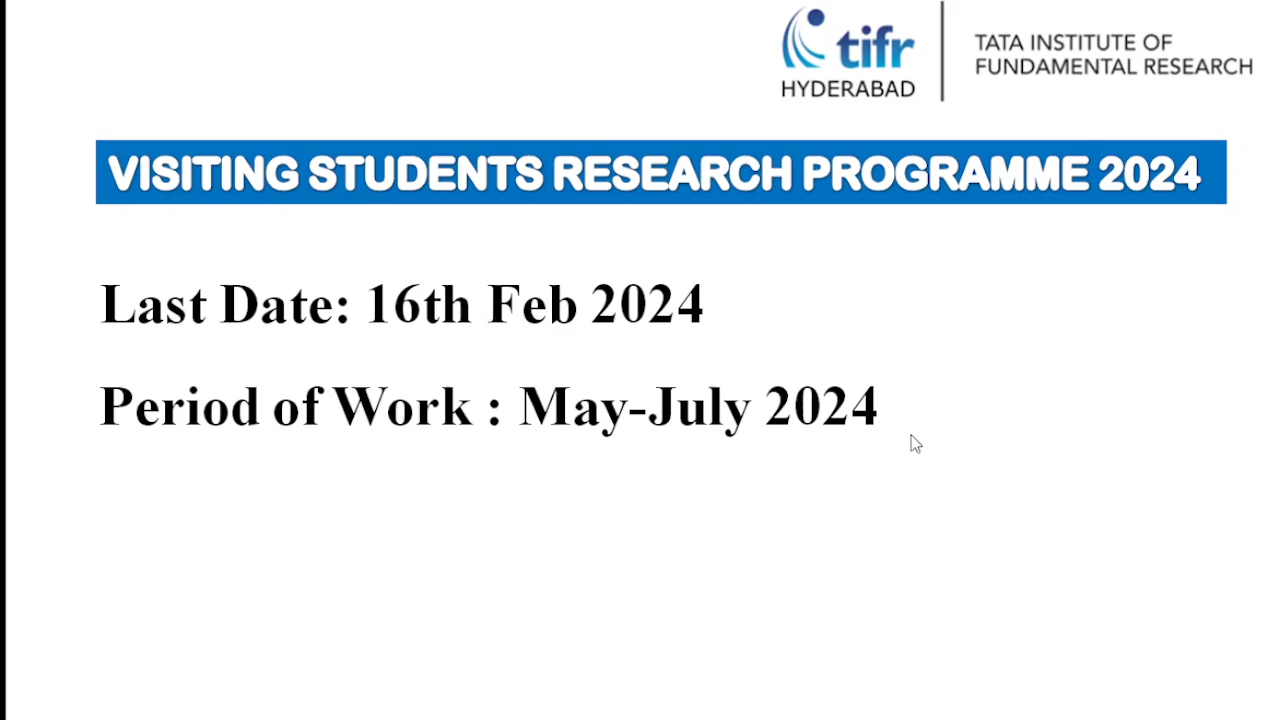 tifr
HYDERABAD
TATA INSTITUTE OF
FUNDAMENTAL RESEARCH
VISITING STUDENTS RESEARCH PROGRAMME 2024
Last Date: 16th Feb 2024
Period of Work : May-July 2024